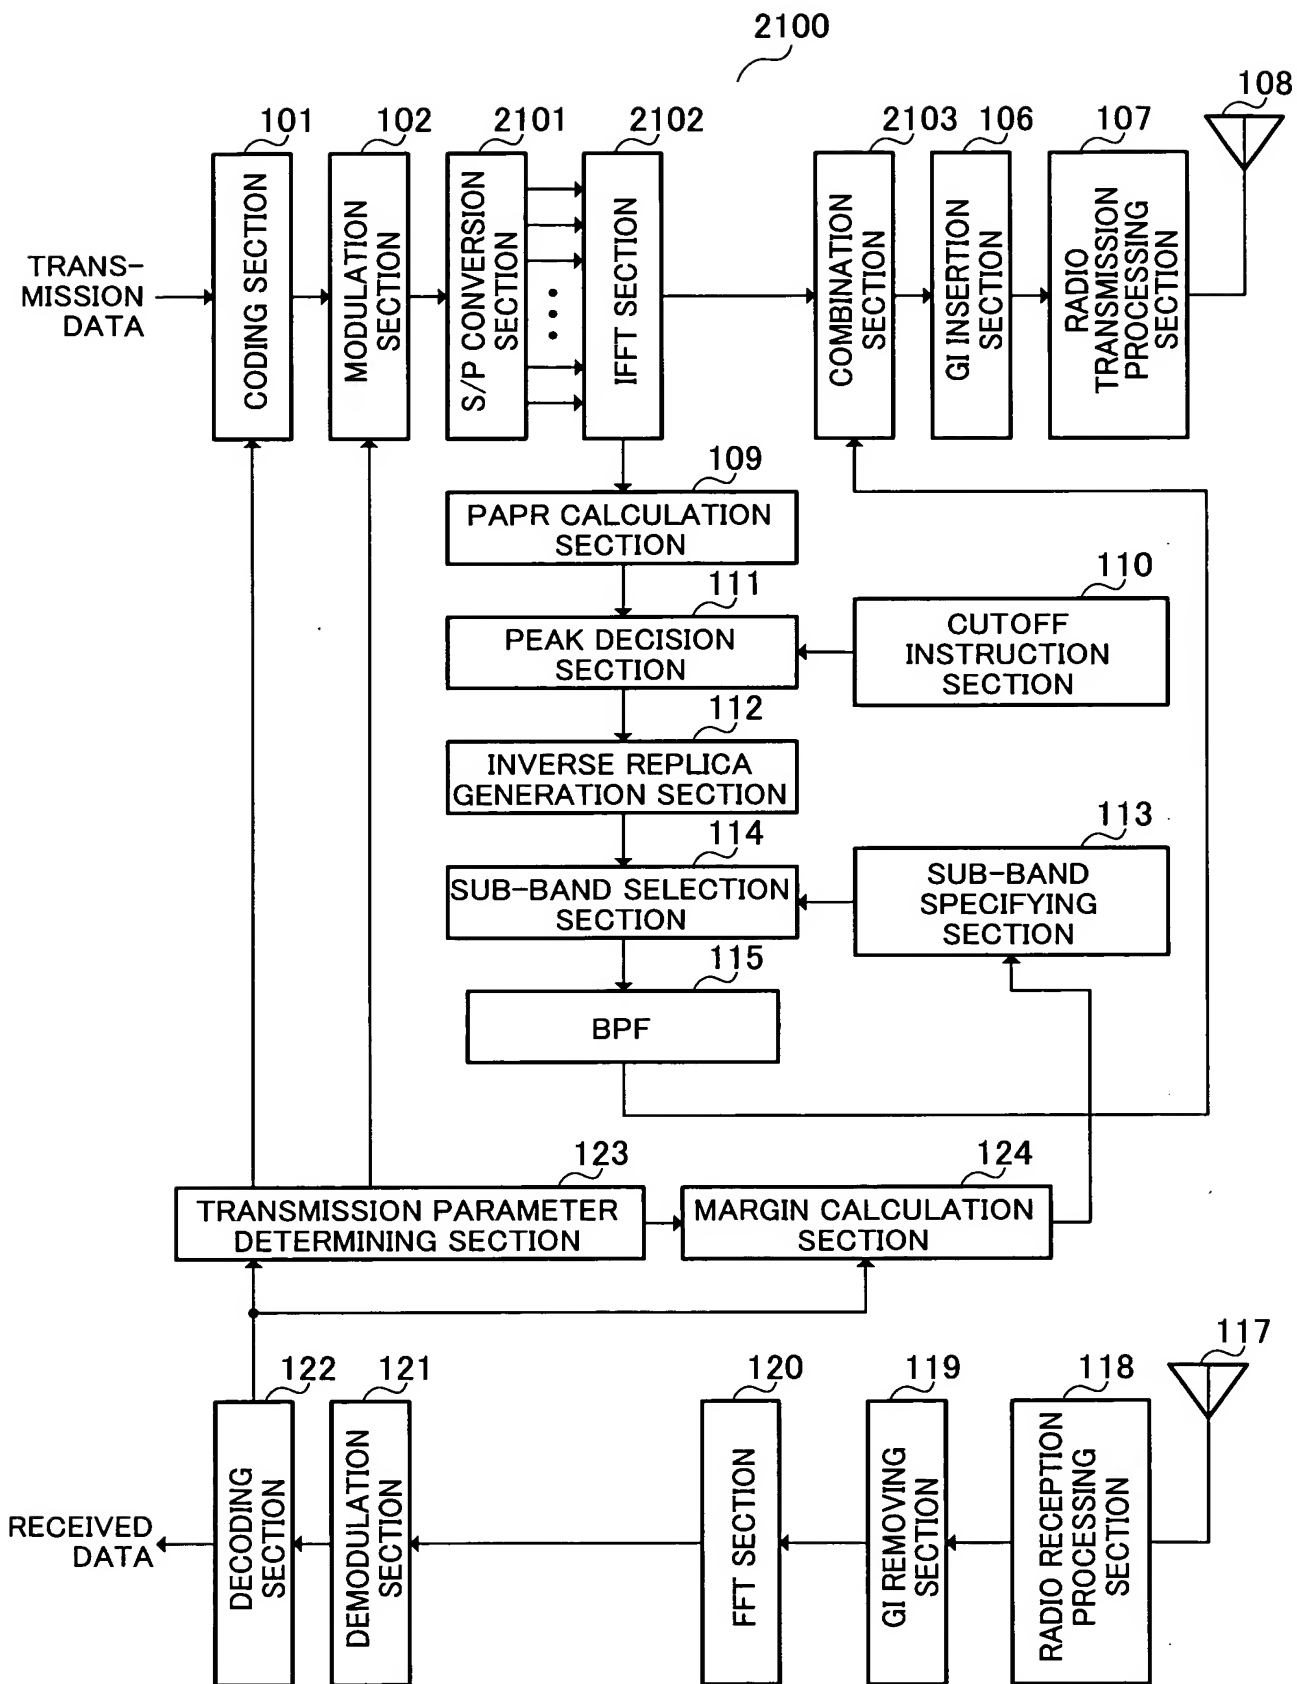 2100
101
102
2101
2102
2103
106
107
108
TRANS-
MISSION
DATA
CODING SECTION
MODULATION
SECTION
S/P CONVERSION
SECTION
IFFT SECTION
COMBINATION
SECTION
GI INSERTION
SECTION
RADIO
TRANSMISSION
PROCESSING
SECTION
109
PAPR CALCULATION
SECTION
111
PEAK DECISION
SECTION
110
CUTOFF
INSTRUCTION
SECTION
112
INVERSE REPLICA
GENERATION SECTION
114
SUB-BAND SELECTION
SECTION
113
SUB-BAND
SPECIFYING
SECTION
115
BPF
123
TRANSMISSION PARAMETER
DETERMINING SECTION
124
MARGIN CALCULATION
SECTION
122
121
120
119
118
117
RECEIVED
DATA
DECODING
SECTION
DEMODULATION
SECTION
FFT SECTION
GI REMOVING
SECTION
RADIO RECEPTION
PROCESSING
SECTION